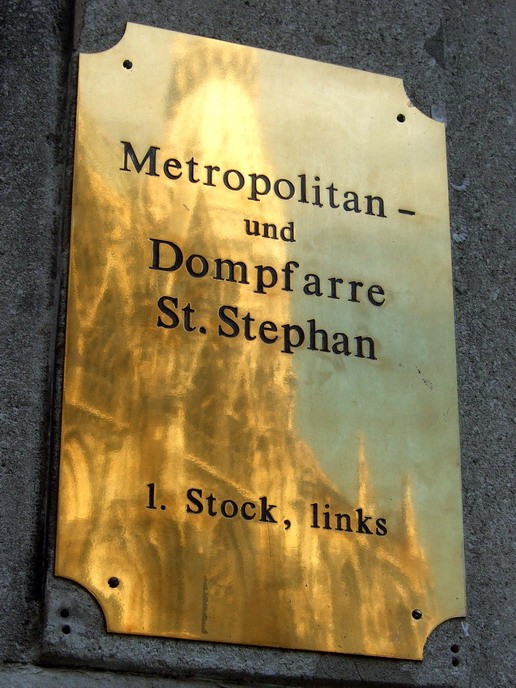 Metropolitan -
und
Dompfarre
St. Stephan
1. Stock, links